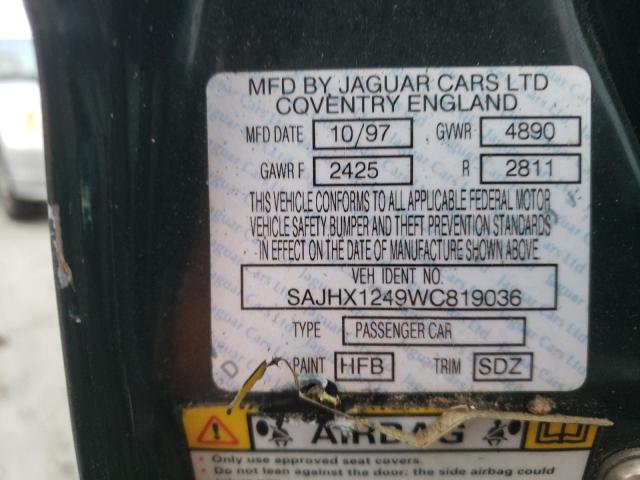 MFD BY JAGUAR CARS LTD
COVENTRY ENGLAND
MFD DATE 10/97 GVWR 4890
GAWR F 2425 R 2811
THIS VEHICLE CONFORMS TO ALL APPLICABLE FEDERAL MOTOR
VEHICLE SAFETY, BUMPER AND THEFT PREVENTION STANDARDS
IN EFFECT ON THE DATE OF MANUFACTURE SHOWN ABOVE
VEH IDENT NO.
SAJHX1249WC819036
TYPE PASSENGER CAR
PAINT HFB TRIM SDZ
AIRBAG
• Only use approved seat covers.
• Do not lean against the door: the side airbag could